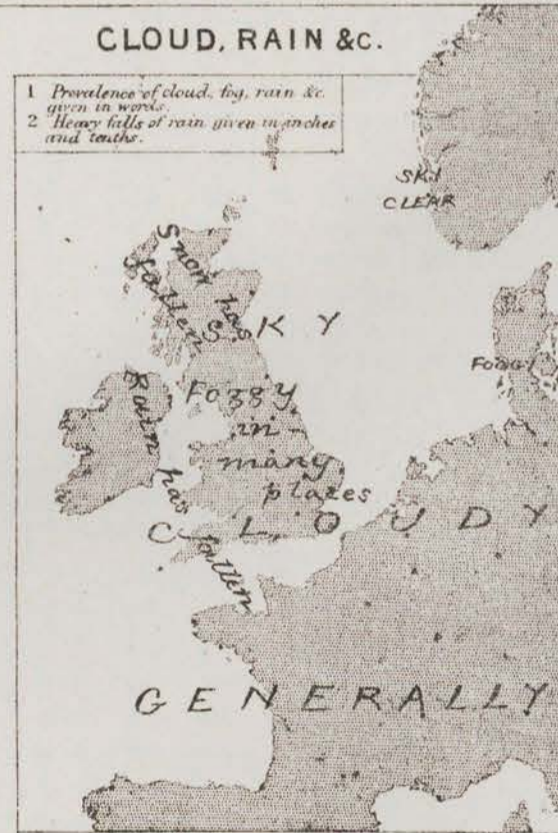 CLOUD, RAIN &c.
1 Prevalence of cloud, fog, rain &c.
given in words.
2 Heavy falls of rain given in inches
and tenths.
SKY
CLEAR
Snow has
fallen
SKY
FOGGY
Foggy
in
many
places
Rain has fallen
CLOUDY
GENERALLY